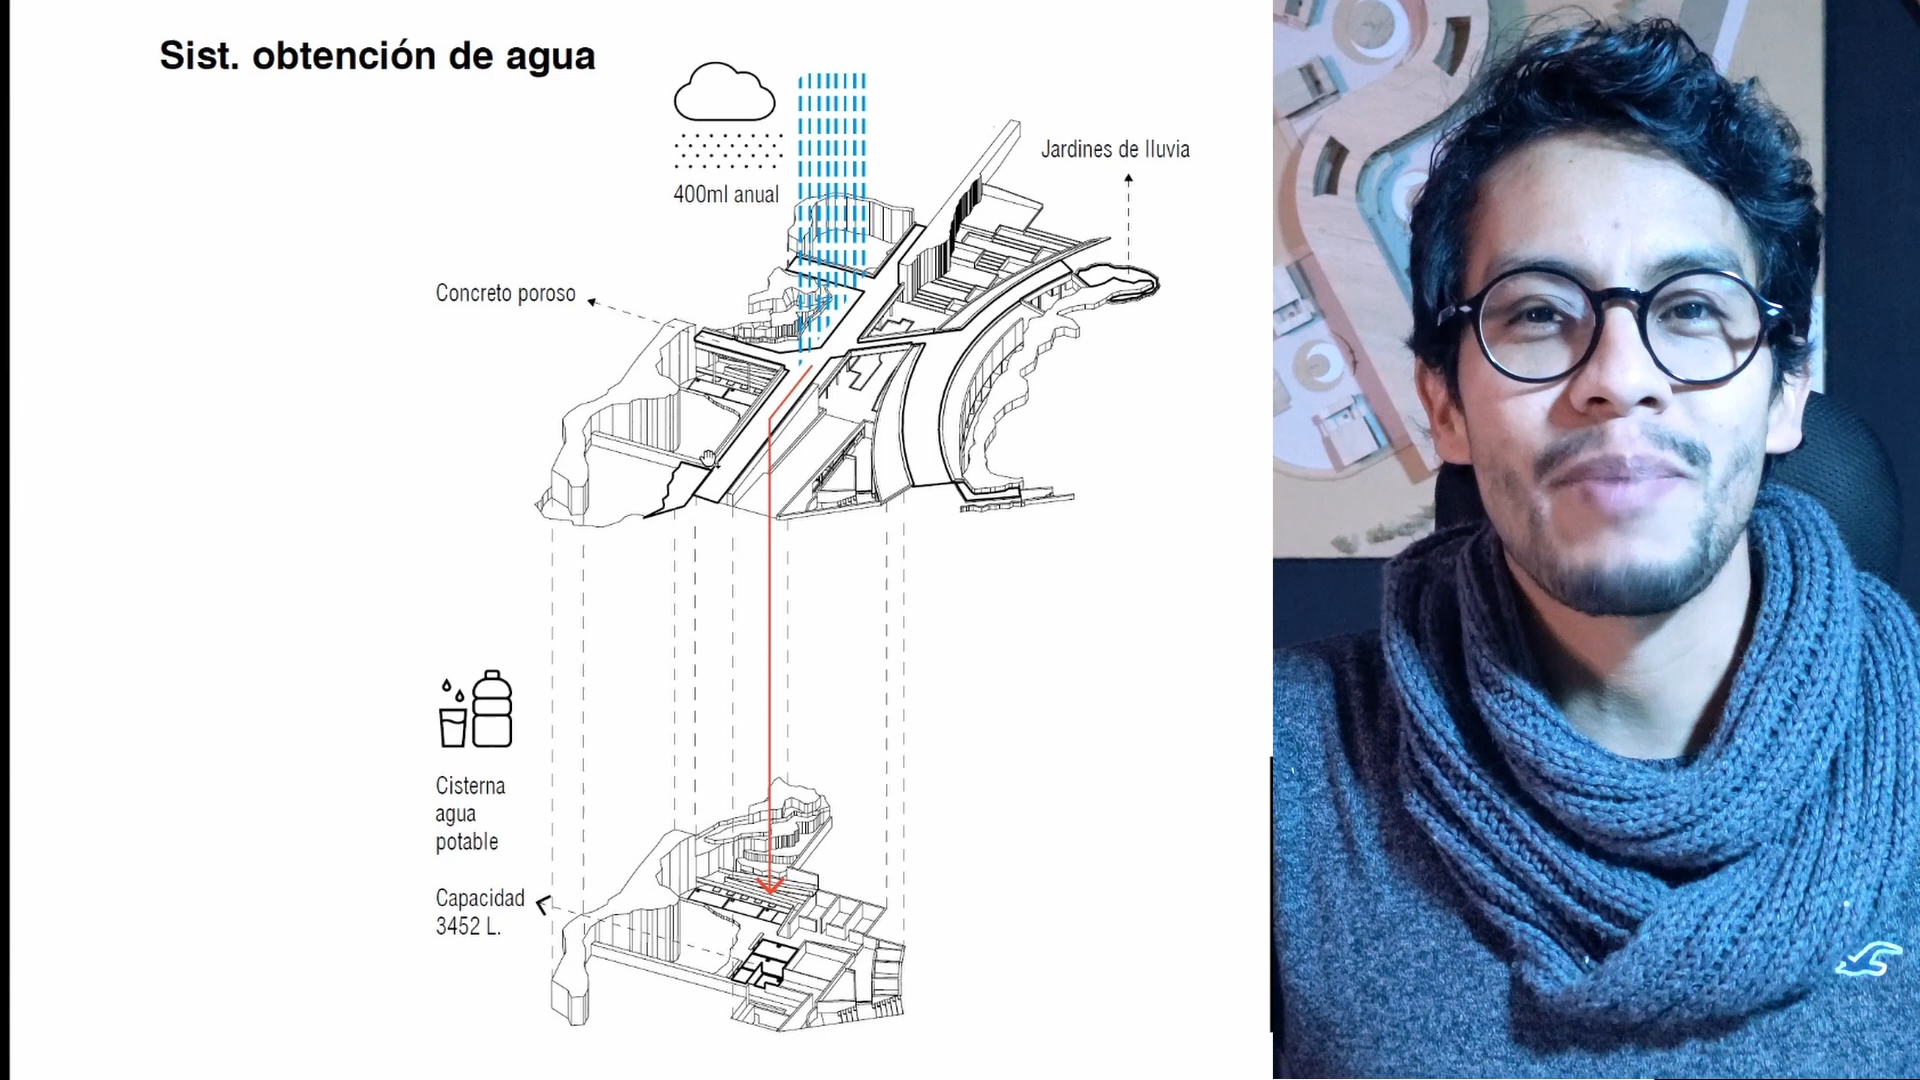 Sist. obtención de agua
400ml anual
Jardines de lluvia
Concreto poroso
Cisterna
agua
potable
Capacidad
3452 L.